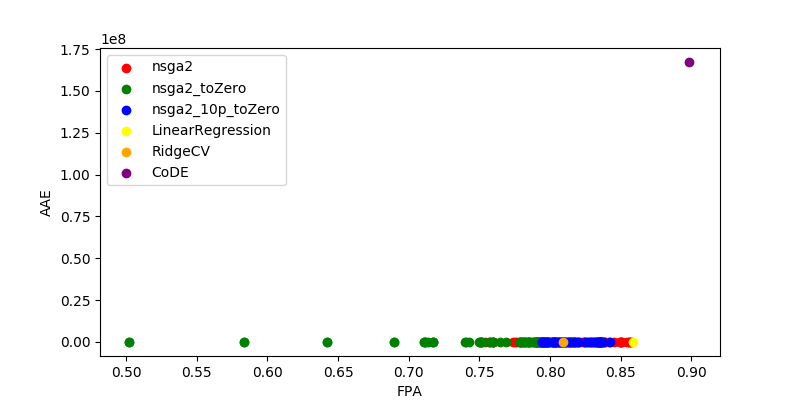 1e8
1.75
1.50
1.25
1.00
0.75
0.50
0.25
0.00
AAE
nsga2
nsga2_toZero
nsga2_10p_toZero
LinearRegression
RidgeCV
CoDE
0.50 0.55 0.60 0.65 0.70 0.75 0.80 0.85 0.90
FPA